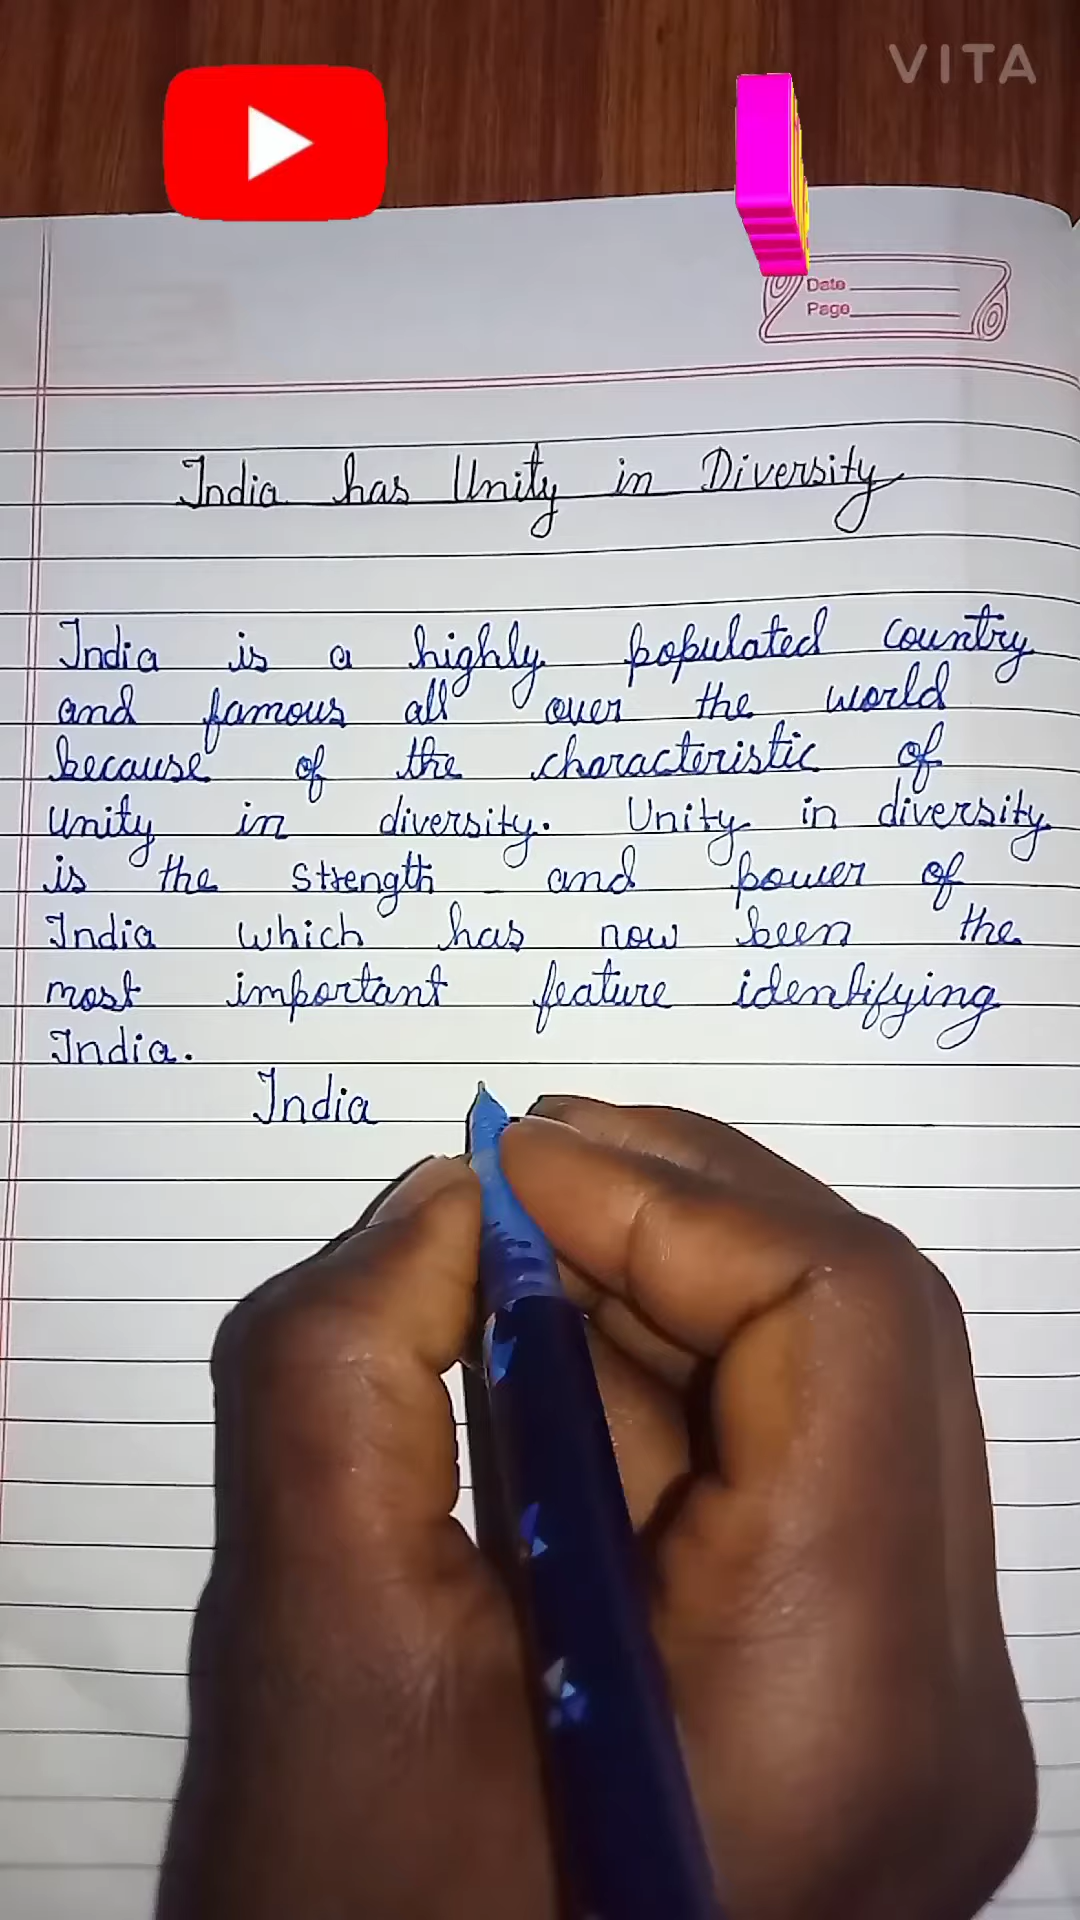 VITA
Date
Page
India has Unity in Diversity
India is a highly populated country
and famous all over the world
because of the characteristic of
unity in diversity. Unity in diversity
is the strength and power of
India which has now been the
most important feature identifying
India.
India